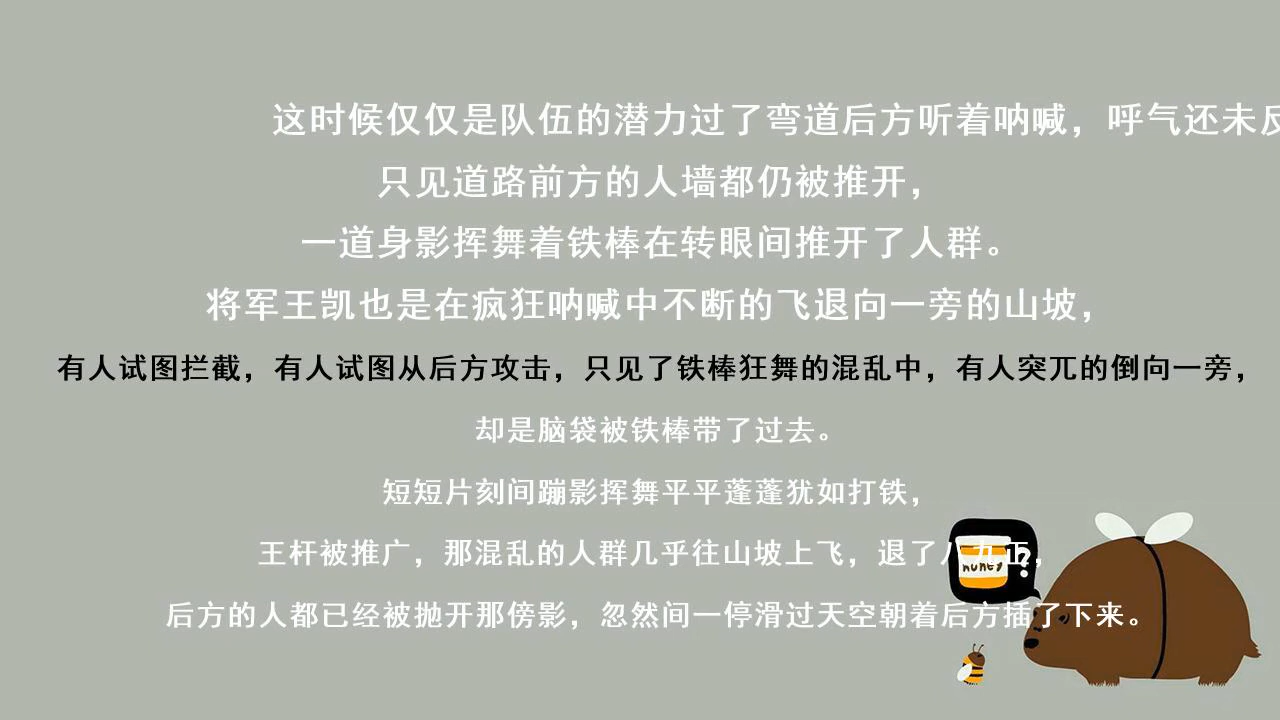 这时候仅仅是队伍的潜力过了弯道后方听着呐喊，呼气还未反
只见道路前方的人墙都仍被推开，
一道身影挥舞着铁棒在转眼间推开了人群。
将军王凯也是在疯狂呐喊中不断的飞退向一旁的山坡，
有人试图拦截，有人试图从后方攻击，只见了铁棒狂舞的混乱中，有人突兀的倒向一旁，
却是脑袋被铁棒带了过去。
短短片刻间蹦影挥舞平平蓬蓬犹如打铁，
王杆被推广，那混乱的人群几乎往山坡上飞，退了八九正，
huney ?
后方的人都已经被抛开那傍影，忽然间一停滑过天空朝着后方插了下来。